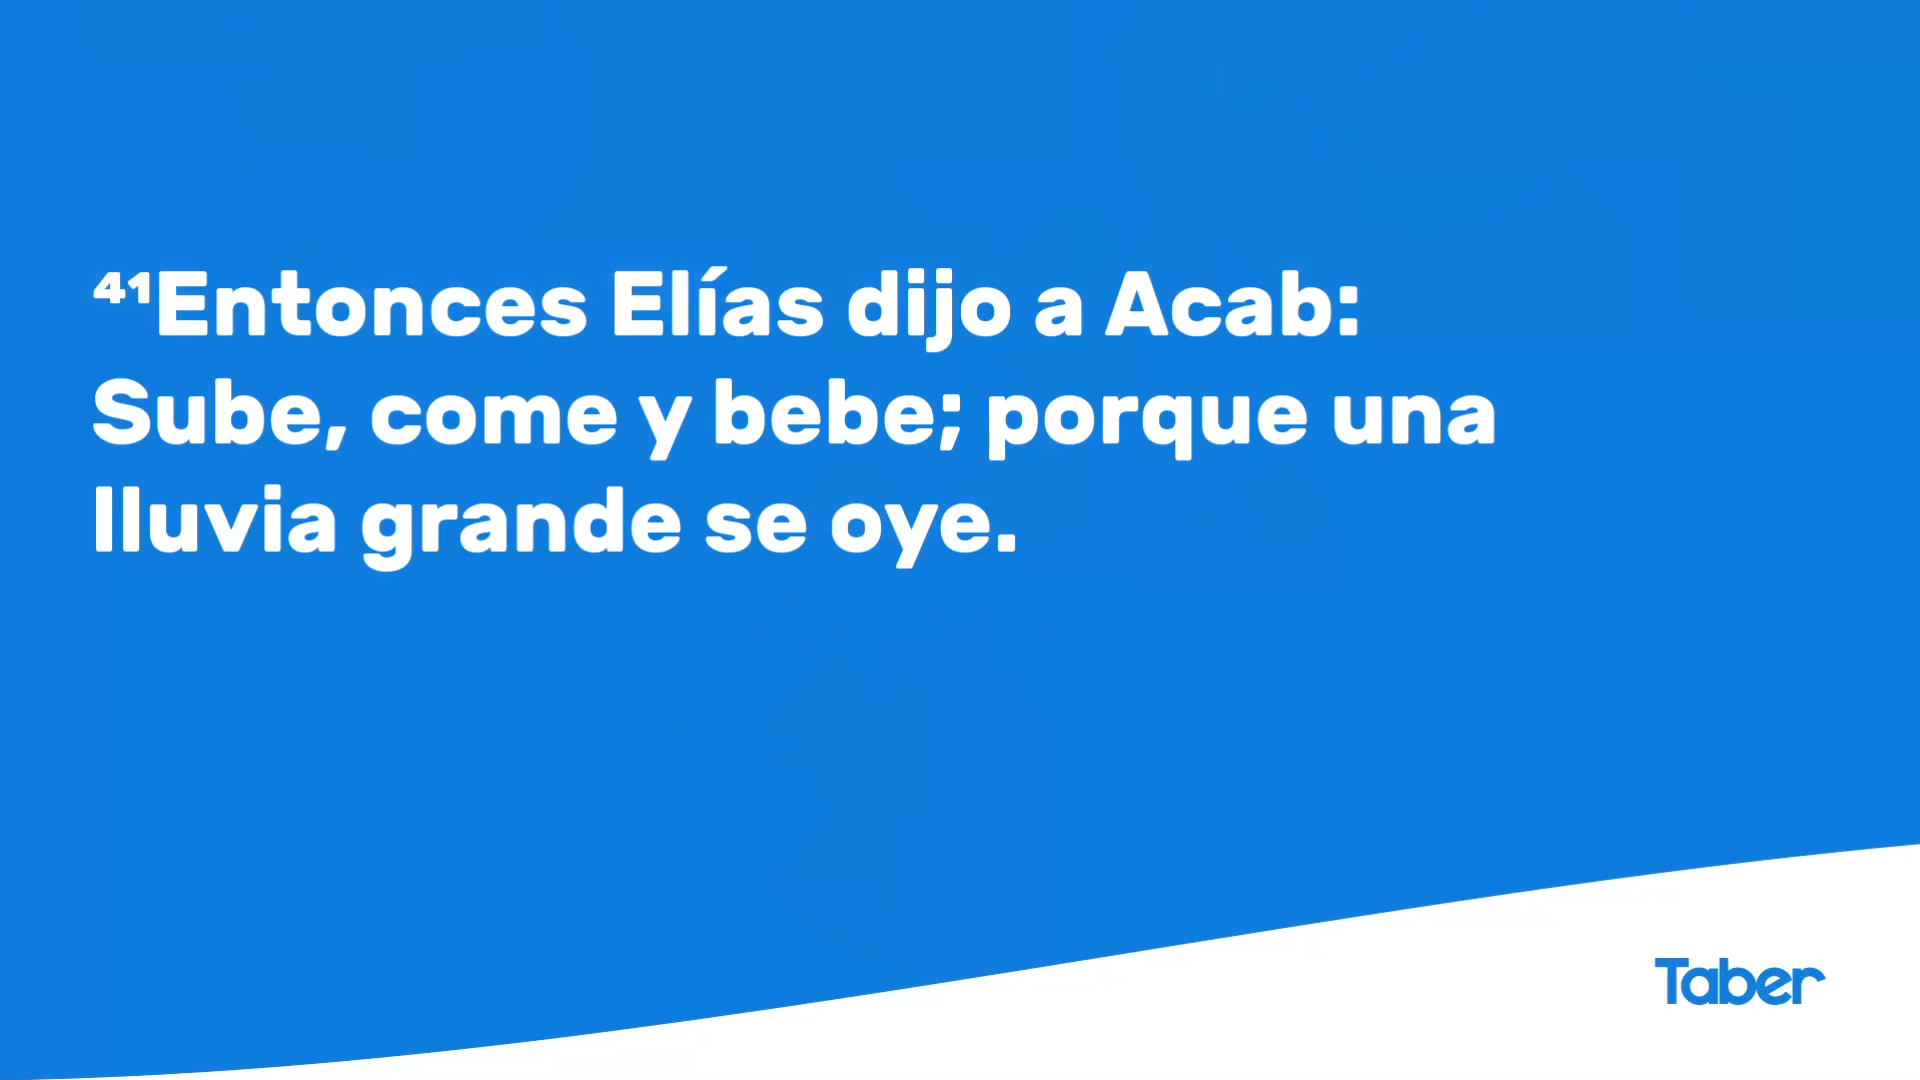 ⁴¹Entonces Elías dijo a Acab:
Sube, come y bebe; porque una
lluvia grande se oye.
Taber